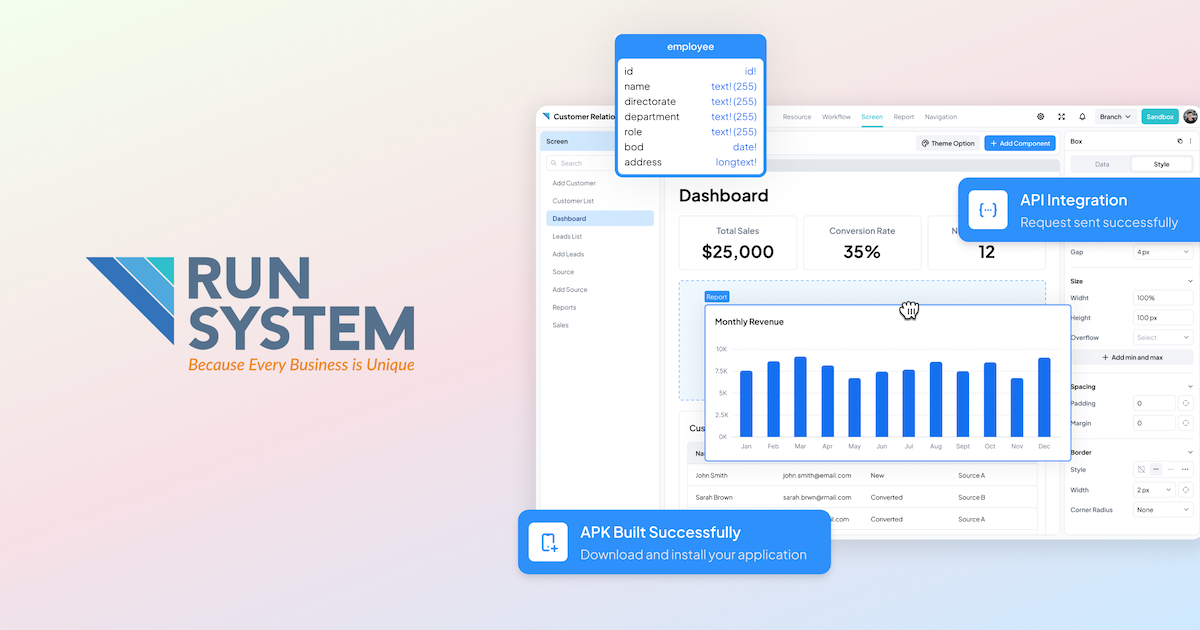 RUN
SYSTEM
Because Every Business is Unique
employee
id id!
name text! (255)
directorate text! (255)
department text! (255)
role text! (255)
bod date!
address longtext!
Customer Relatio
Resource Workflow Screen Report Navigation
Branch Sandbox
Screen
Theme Option + Add Component
Box
Search
Data Style
Add Customer
Customer List
Dashboard
Leads List
Add Leads
Source
Add Source
Reports
Sales
Dashboard
Total Sales
$25,000
Conversion Rate
35%
N
12
API Integration
Request sent successfully
Gap 4px
Size
Widht 100%
Height 100 px
Overflow Select
+ Add min and max
Spacing
Padding 0
Margin 0
Border
Style
Width 2px
Corner Radius None
Report
Monthly Revenue
10K
7.5K
5K
2.5K
0K
Jan Feb Mar Apr May Jun Jul Aug Sept Oct Nov Dec
Cus
Na
John Smith john.smith@email.com New Source A
Sarah Brown sarah.brwn@rmail.com Converted Source B
il.com Converted Source A
APK Built Successfully
Download and install your application